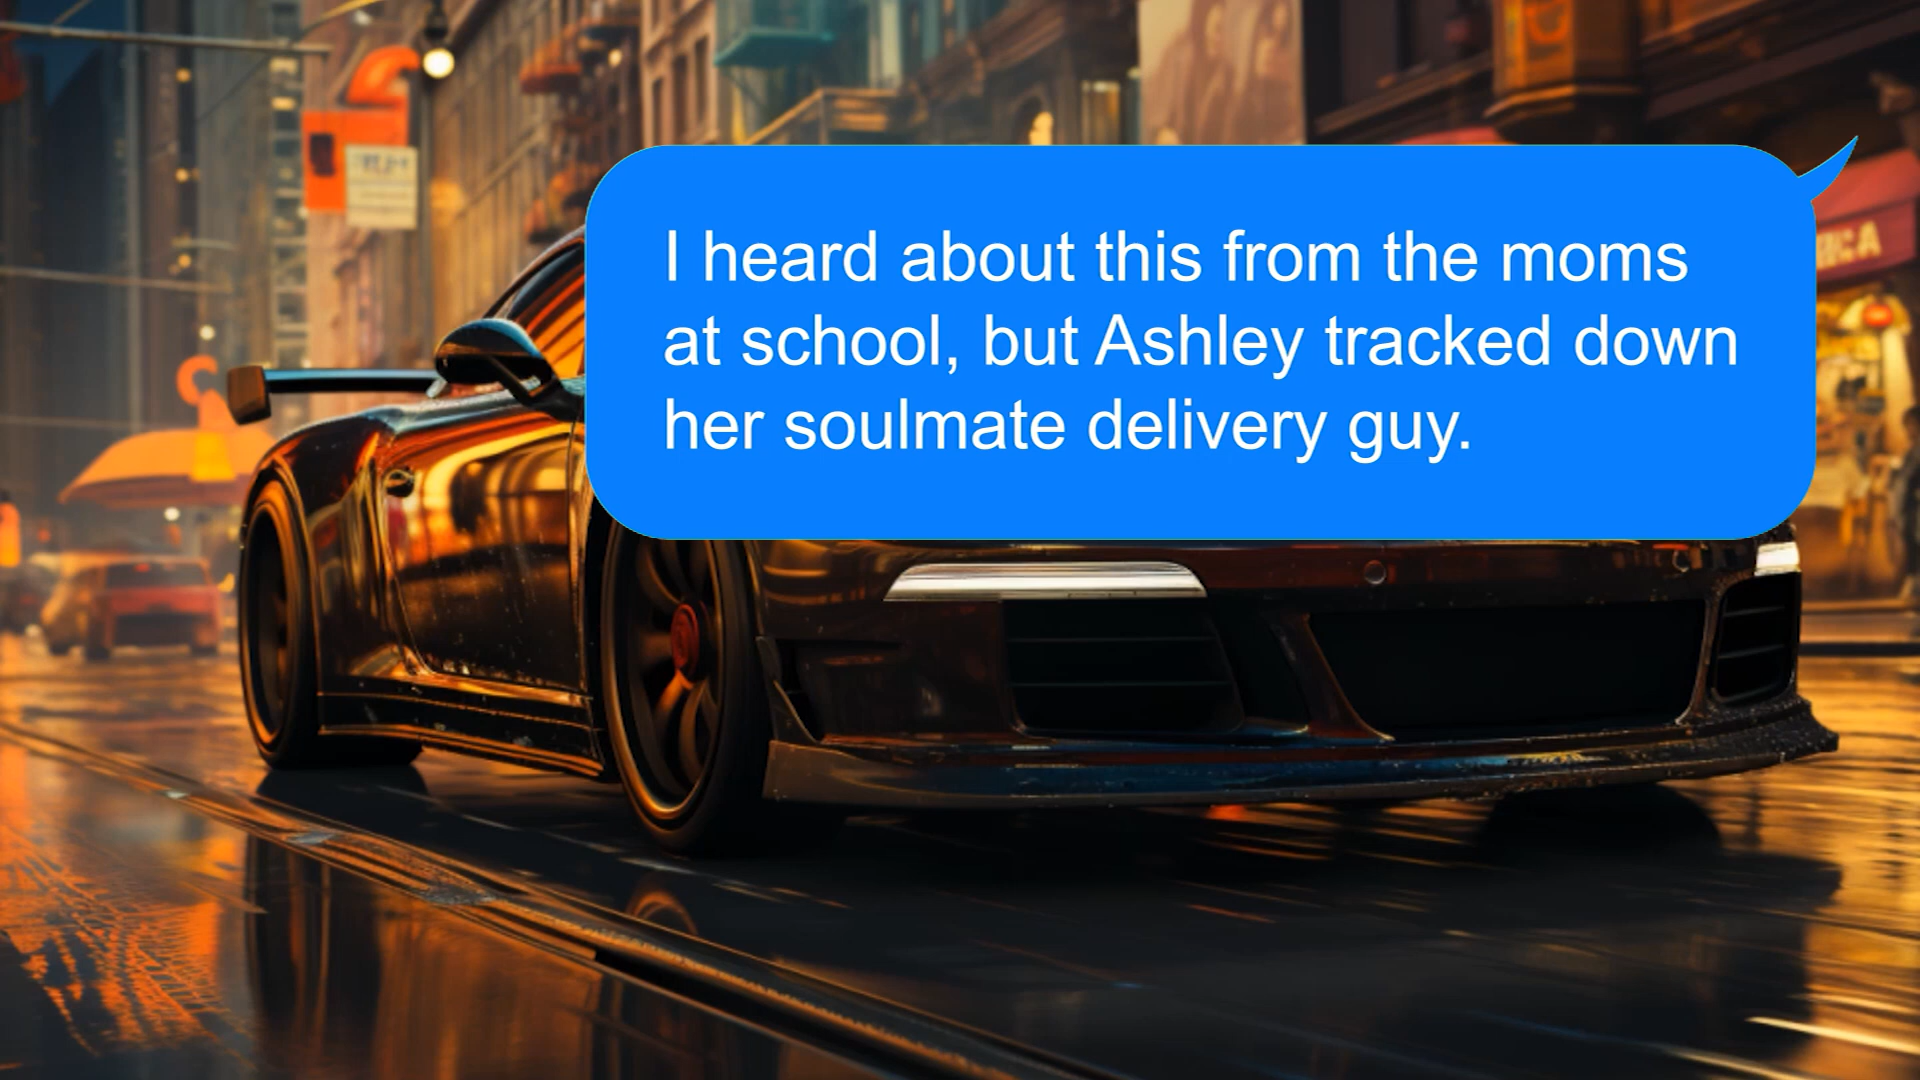 I heard about this from the moms
at school, but Ashley tracked down
her soulmate delivery guy.